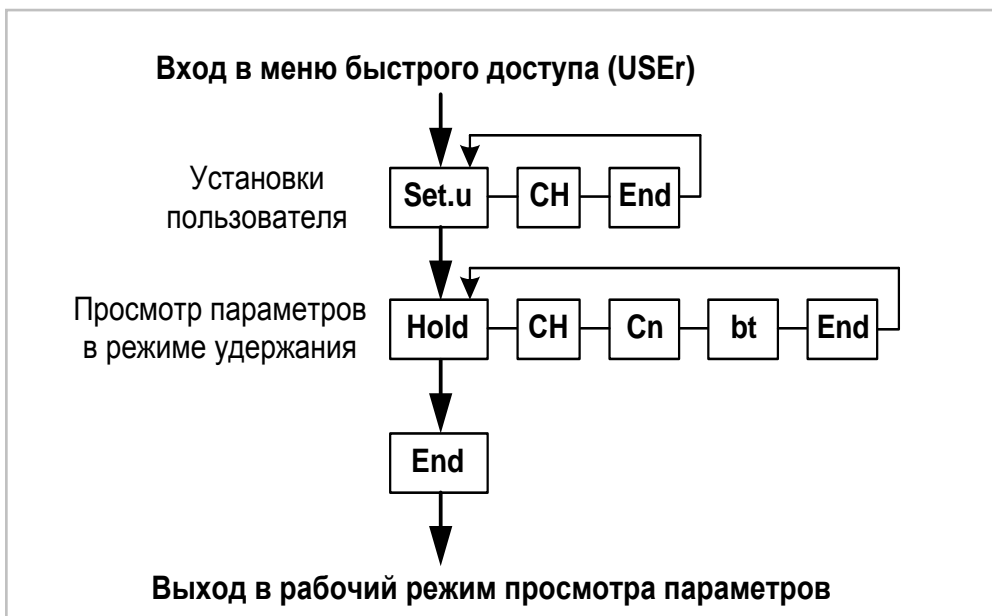 Вход в меню быстрого доступа (USEr)
Установки
пользователя
Set.u CH End
Просмотр параметров
в режиме удержания
Hold CH Cn bt End
End
Выход в рабочий режим просмотра параметров